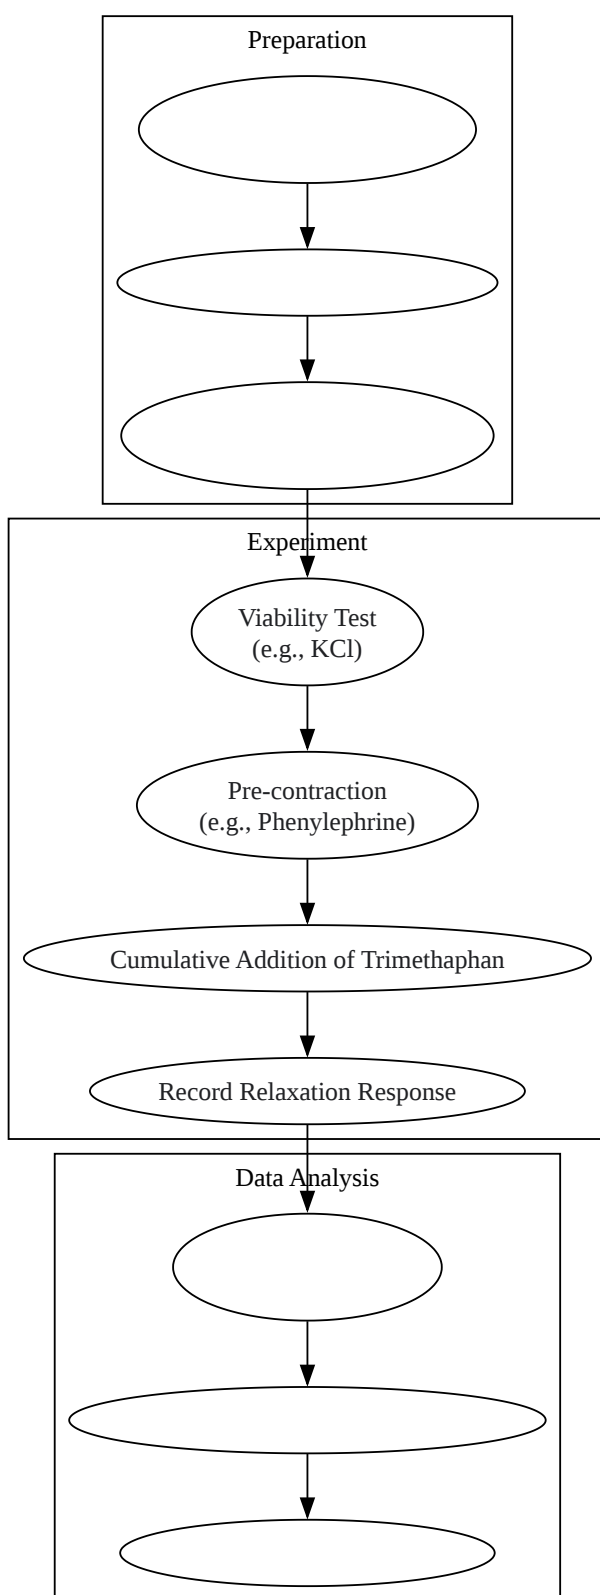 Preparation
Experiment
Viability Test
(e.g., KCl)
Pre-contraction
(e.g., Phenylephrine)
Cumulative Addition of Trimethaphan
Record Relaxation Response
Data Analysis